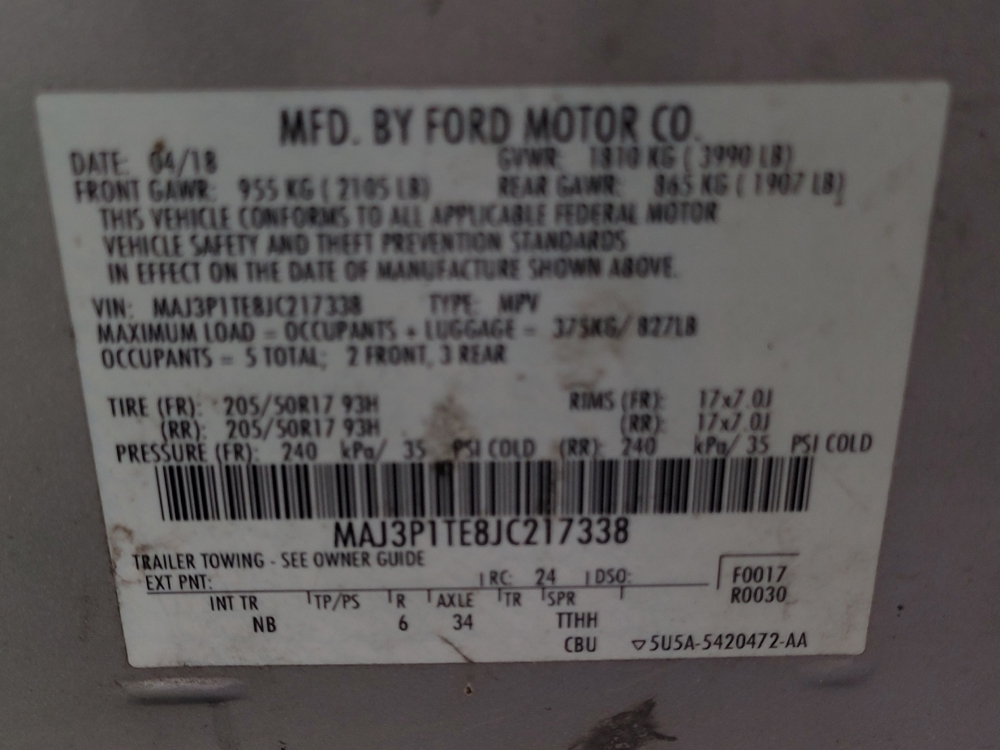 MFD. BY FORD MOTOR CO.
DATE: 04/18 GVWR: 1810 KG ( 3990 LB)
FRONT GAWR: 955 KG ( 2105 LB) REAR GAWR: 865 KG ( 1907 LB)
THIS VEHICLE CONFORMS TO ALL APPLICABLE FEDERAL MOTOR
VEHICLE SAFETY AND THEFT PREVENTION STANDARDS
IN EFFECT ON THE DATE OF MANUFACTURE SHOWN ABOVE.
VIN: MAJ3P1TE8JC217338 TYPE: MPV
MAXIMUM LOAD = OCCUPANTS + LUGGAGE = 375KG/ 827LB
OCCUPANTS = 5 TOTAL; 2 FRONT, 3 REAR
TIRE (FR): 205/50R17 93H RIMS (FR): 17x7.0J
(RR): 205/50R17 93H (RR): 17x7.0J
PRESSURE (FR): 240 kPa/ 35 PSI COLD (RR): 240 kPa/ 35 PSI COLD
MAJ3P1TE8JC217338
TRAILER TOWING - SEE OWNER GUIDE
EXT PNT: RC: 24 DSO: F0017
R0030
INT TR TP/PS R AXLE TR SPR
NB 6 34 TTHH
CBU ▽5U5A-5420472-AA